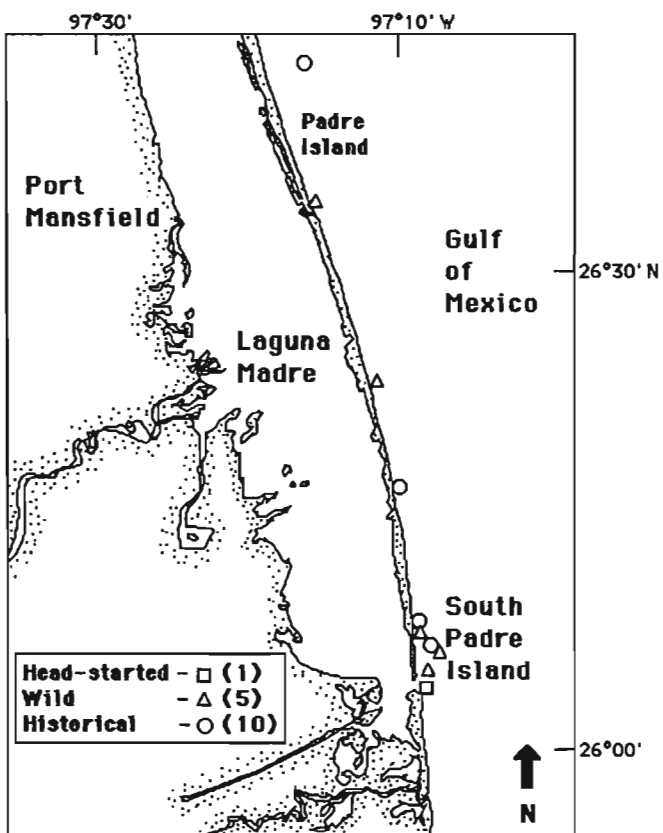 97°30'
97°10' W
Padre
island
Port
Mansfield
Gulf
of
Mexico
26°30'N
Laguna
Madre
South
Padre
Island
Head-started - □ (1)
Wild - △ (5)
Historical - ○ (10)
26°00'
N